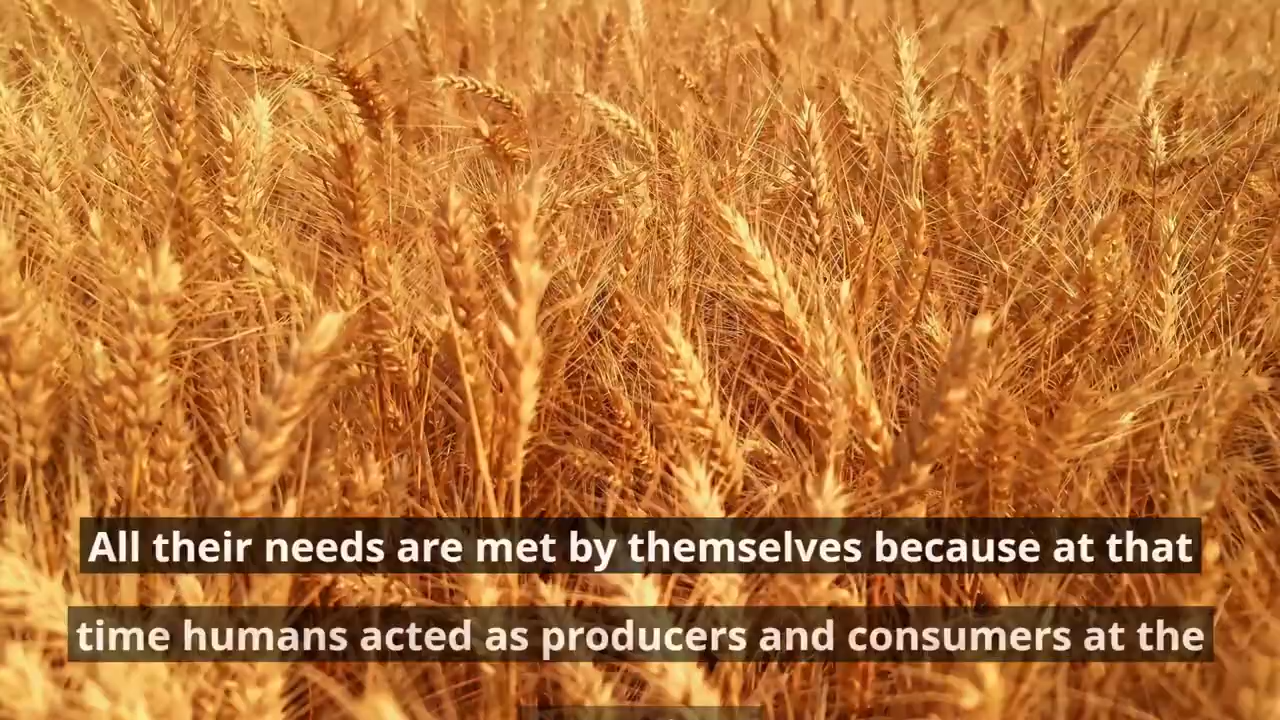 All their needs are met by themselves because at that
time humans acted as producers and consumers at the